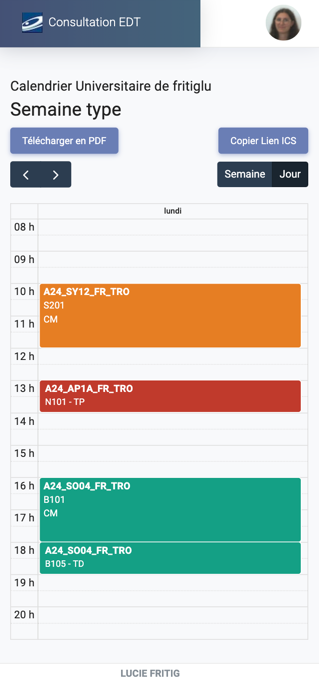 Consultation EDT
Calendrier Universitaire de fritiglu
Semaine type
Télécharger en PDF
Copier Lien ICS
Semaine
Jour
lundi
08 h
09 h
10 h
A24_SY12_FR_TRO
S201
CM
11 h
12 h
13 h
A24_AP1A_FR_TRO
N101 - TP
14 h
15 h
16 h
A24_SO04_FR_TRO
B101
CM
17 h
18 h
A24_SO04_FR_TRO
B105 - TD
19 h
20 h
LUCIE FRITIG